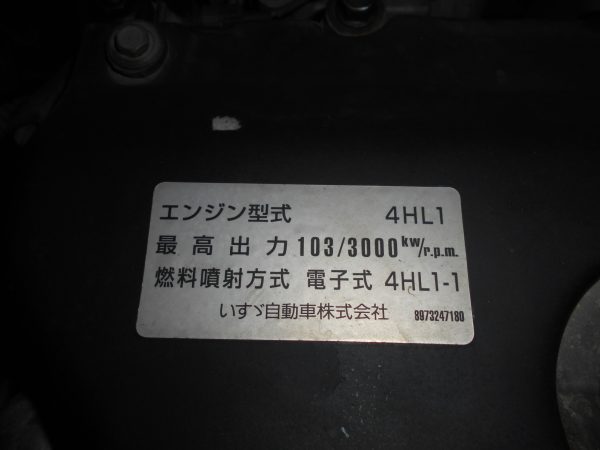 エンジン型式 4HL1
最高出力 103/3000 kw/r.p.m.
燃料噴射方式 電子式 4HL1-1
いすゞ自動車株式会社 8973247180